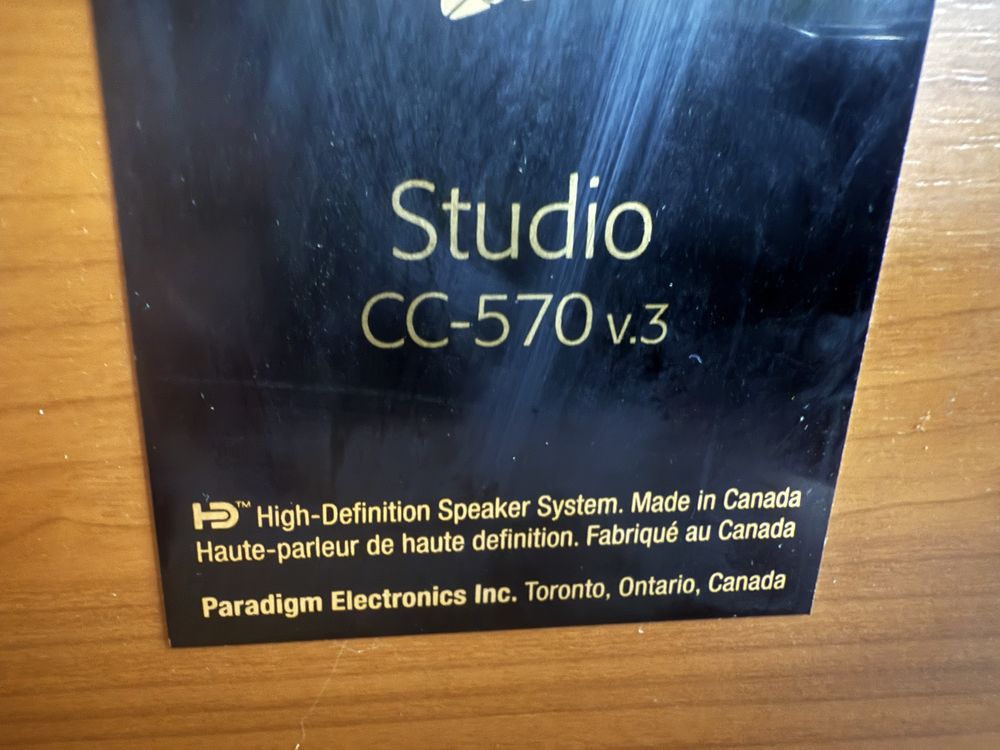 Studio
CC-570 v.3
HD™ High-Definition Speaker System. Made in Canada
Haute-parleur de haute definition. Fabriqué au Canada
Paradigm Electronics Inc. Toronto, Ontario, Canada